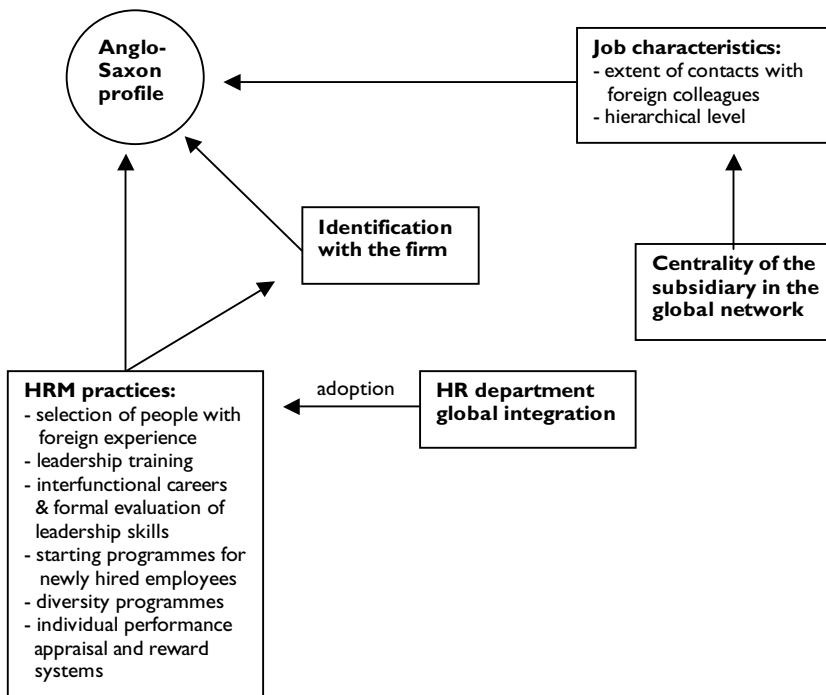 Anglo-
Saxon
profile
Job characteristics:
- extent of contacts with
foreign colleagues
- hierarchical level
Identification
with the firm
Centrality of the
subsidiary in the
global network
HRM practices:
- selection of people with
foreign experience
- leadership training
- interfunctional careers
& formal evaluation of
leadership skills
- starting programmes for
newly hired employees
- diversity programmes
- individual performance
appraisal and reward
systems
adoption
HR department
global integration